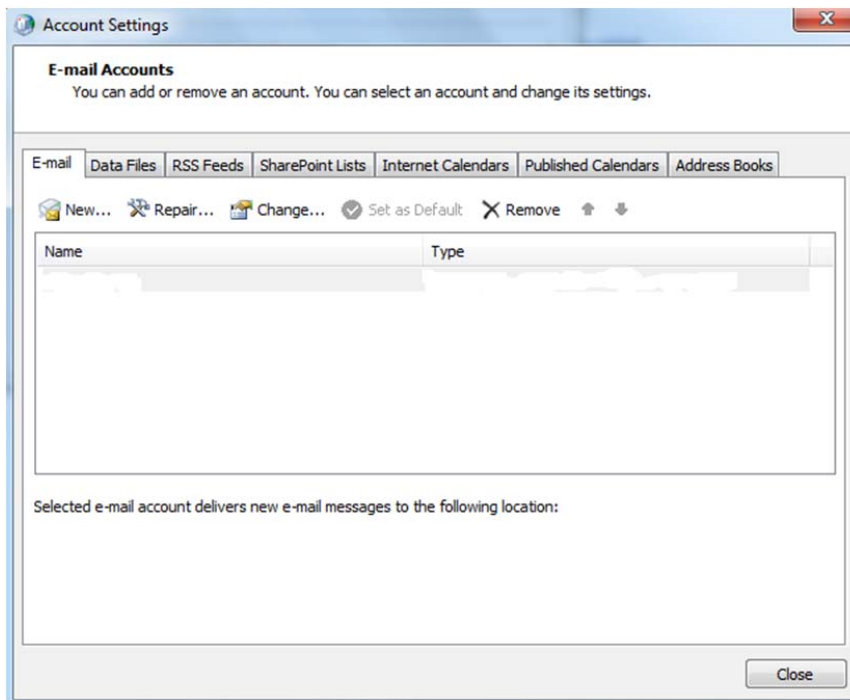 Account Settings
E-mail Accounts
You can add or remove an account. You can select an account and change its settings.
E-mail Data Files RSS Feeds SharePoint Lists Internet Calendars Published Calendars Address Books
New... Repair... Change... Set as Default Remove
Name Type
Selected e-mail account delivers new e-mail messages to the following location:
Close